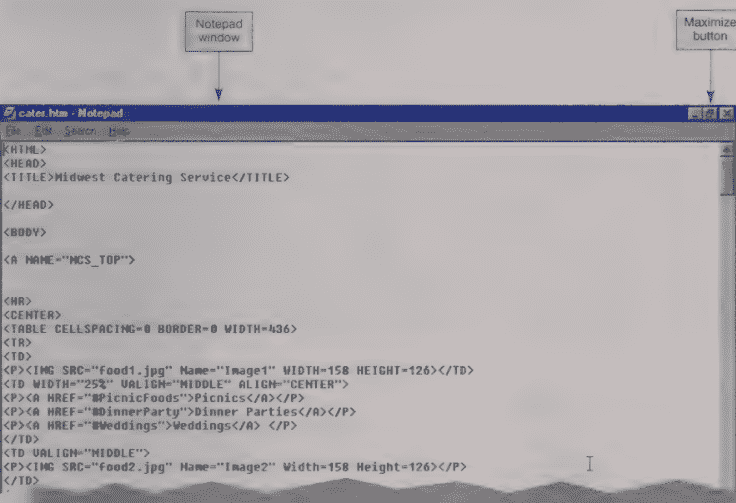 Notepad
window
Maximize
button
cater.htm - Notepad
File Edit Search Help
<HTML>
<HEAD>
<TITLE>Midwest Catering Service</TITLE>
</HEAD>
<BODY>
<A NAME="MCS_TOP">
<HR>
<CENTER>
<TABLE CELLSPACING=0 BORDER=0 WIDTH=436>
<TR>
<TD>
<P><IMG SRC="food1.jpg" Name="Image1" WIDTH=158 HEIGHT=126></TD>
<TD WIDTH="25%" VALIGN="MIDDLE" ALIGN="CENTER">
<P><A HREF="#PicnicFoods">Picnics</A></P>
<P><A HREF="#DinnerParty">Dinner Parties</A></P>
<P><A HREF="#Weddings">Weddings</A> </P>
</TD>
<TD VALIGN="MIDDLE">
<P><IMG SRC="food2.jpg" Name="Image2" Width=158 Height=126></P>
</TD>